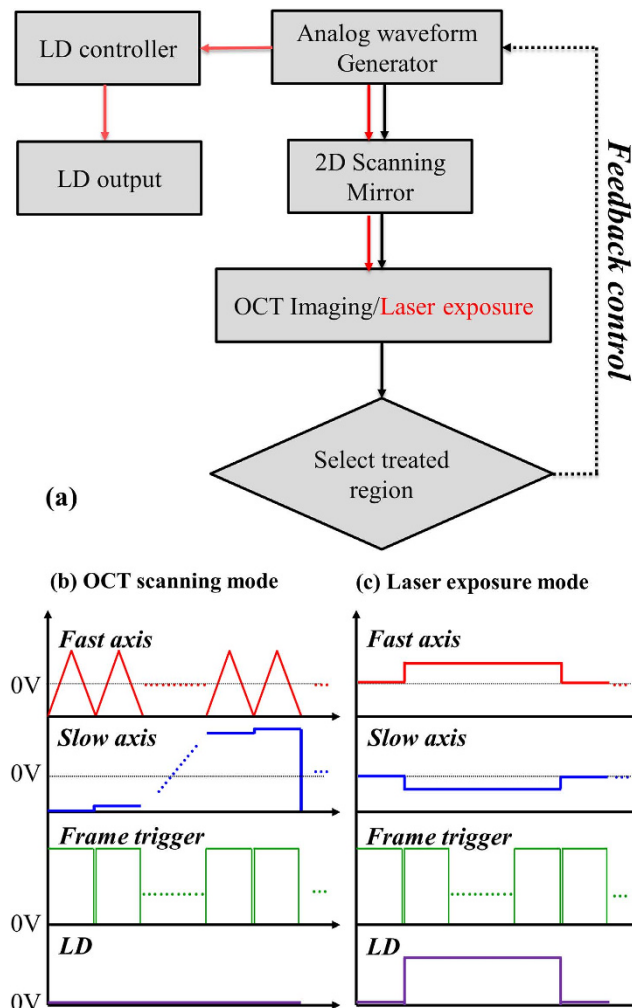 LD controller
Analog waveform
Generator
LD output
2D Scanning
Mirror
OCT Imaging/Laser exposure
Select treated
region
Feedback control
(a)
(b) OCT scanning mode
(c) Laser exposure mode
Fast axis
Fast axis
0V
Slow axis
Slow axis
0V
Frame trigger
Frame trigger
0V
LD
LD
0V